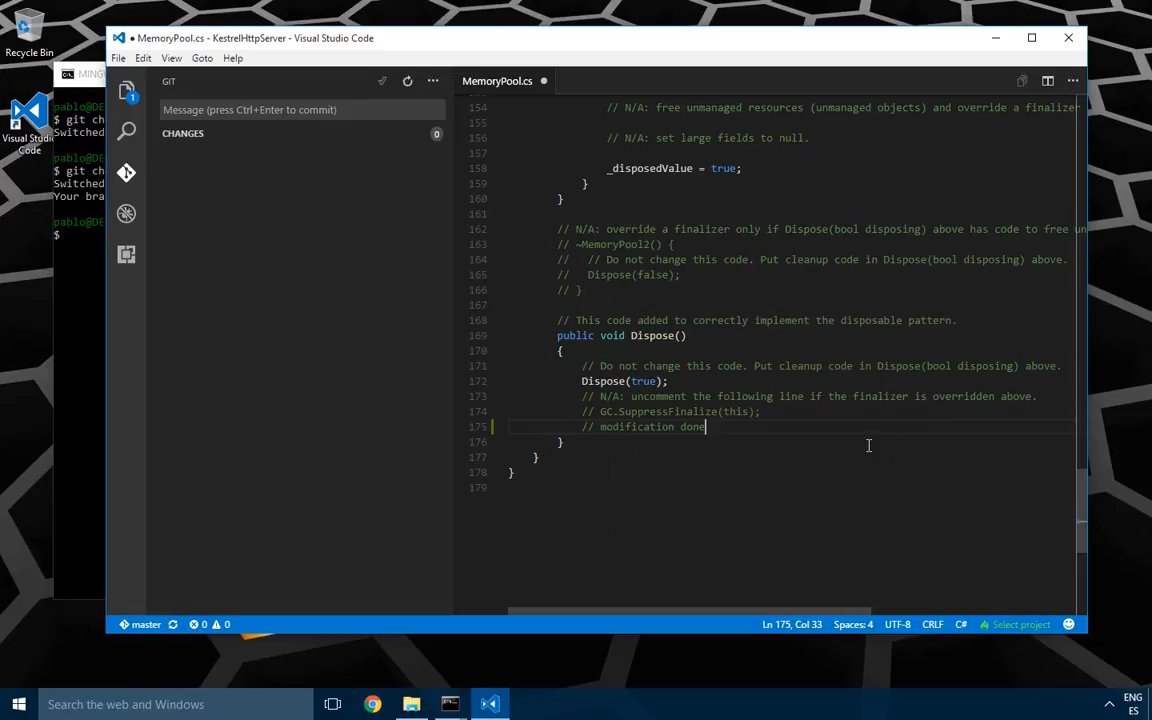 Recycle Bin
Visual Studio
Code
MING
pablo@DE
$ git ch
Switched
pablo@DE
$ git ch
Switched
Your bra
pablo@DE
$
● MemoryPool.cs - KestrelHttpServer - Visual Studio Code
File Edit View Goto Help
1
GIT
Message (press Ctrl+Enter to commit)
CHANGES 0
MemoryPool.cs
154 // N/A: free unmanaged resources (unmanaged objects) and override a finalizer
155
156 // N/A: set large fields to null.
157
158 _disposedValue = true;
159 }
160 }
161
162 // N/A: override a finalizer only if Dispose(bool disposing) above has code to free un
163 // ~MemoryPool2() {
164 // // Do not change this code. Put cleanup code in Dispose(bool disposing) above.
165 // Dispose(false);
166 // }
167
168 // This code added to correctly implement the disposable pattern.
169 public void Dispose()
170 {
171 // Do not change this code. Put cleanup code in Dispose(bool disposing) above.
172 Dispose(true);
173 // N/A: uncomment the following line if the finalizer is overridden above.
174 // GC.SuppressFinalize(this);
175 // modification done
176 }
177 }
178 }
179
master 0 0 Ln 175, Col 33 Spaces: 4 UTF-8 CRLF C# Select project
Search the web and Windows
ENG
ES